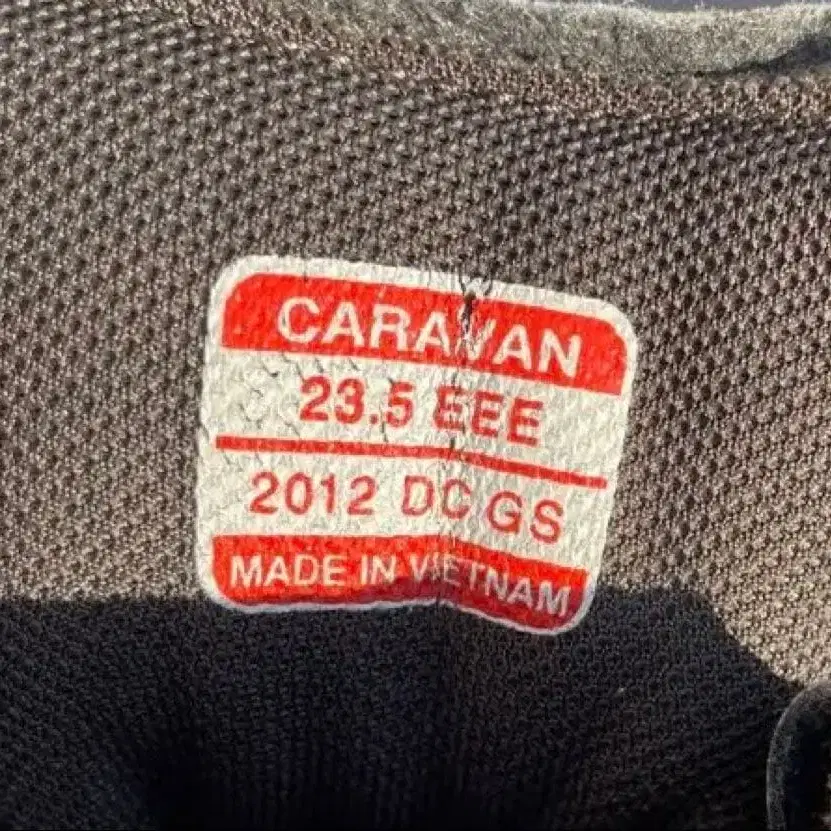 CARAVAN
23.5 EEE
2012 DC GS
MADE IN VIETNAM